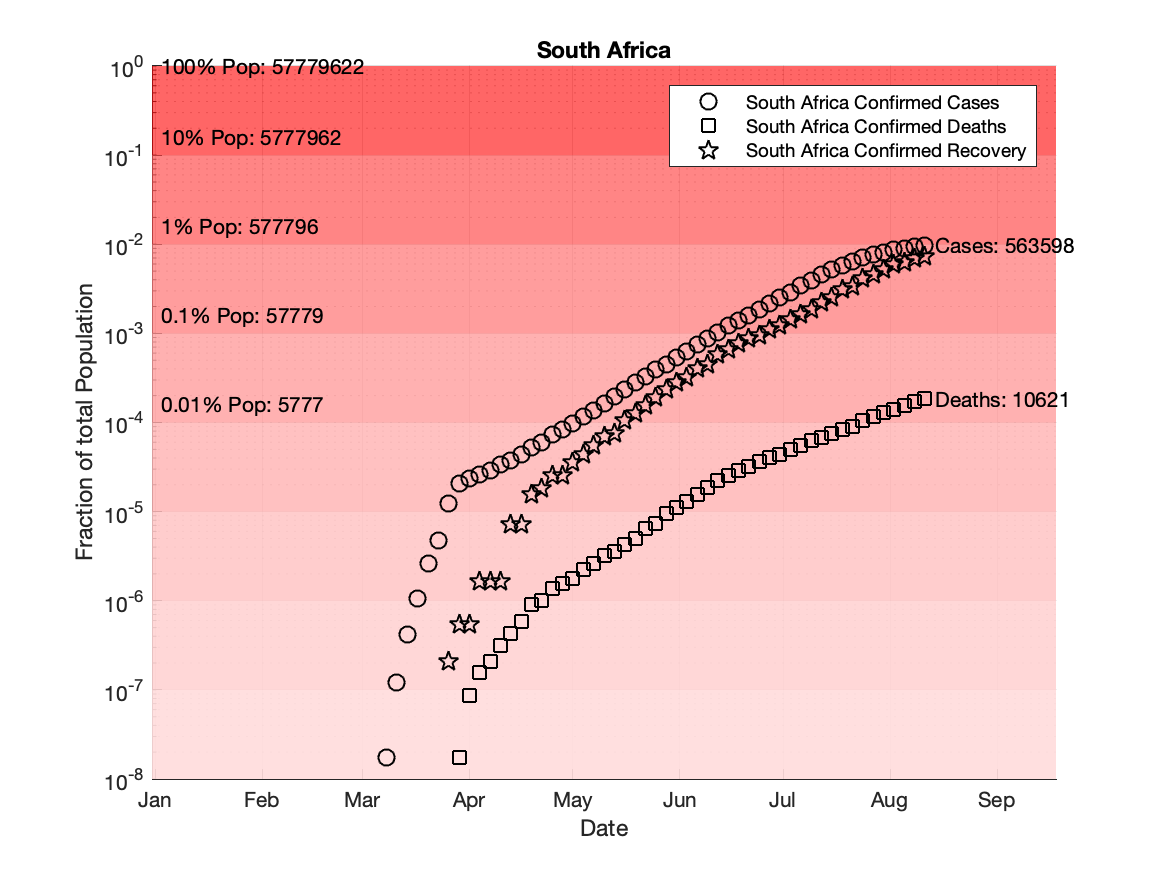 South Africa
10^0
100% Pop: 57779622
South Africa Confirmed Cases
South Africa Confirmed Deaths
South Africa Confirmed Recovery
10% Pop: 5777962
10^-1
1% Pop: 577796
10^-2
Cases: 563598
0.1% Pop: 57779
10^-3
0.01% Pop: 5777
Deaths: 10621
10^-4
10^-5
10^-6
10^-7
10^-8
Fraction of total Population
Jan Feb Mar Apr May Jun Jul Aug Sep
Date